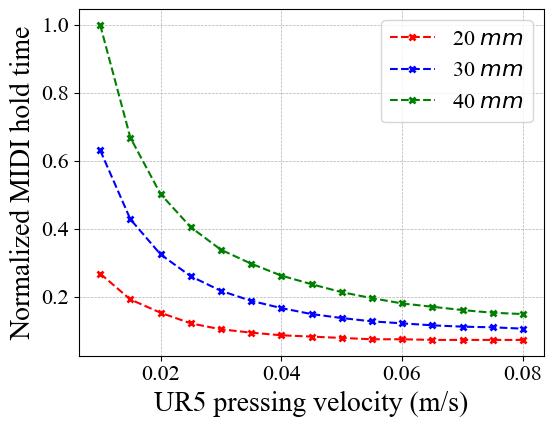 Normalized MIDI hold time
1.0
0.8
0.6
0.4
0.2
20 mm
30 mm
40 mm
0.02 0.04 0.06 0.08
UR5 pressing velocity (m/s)